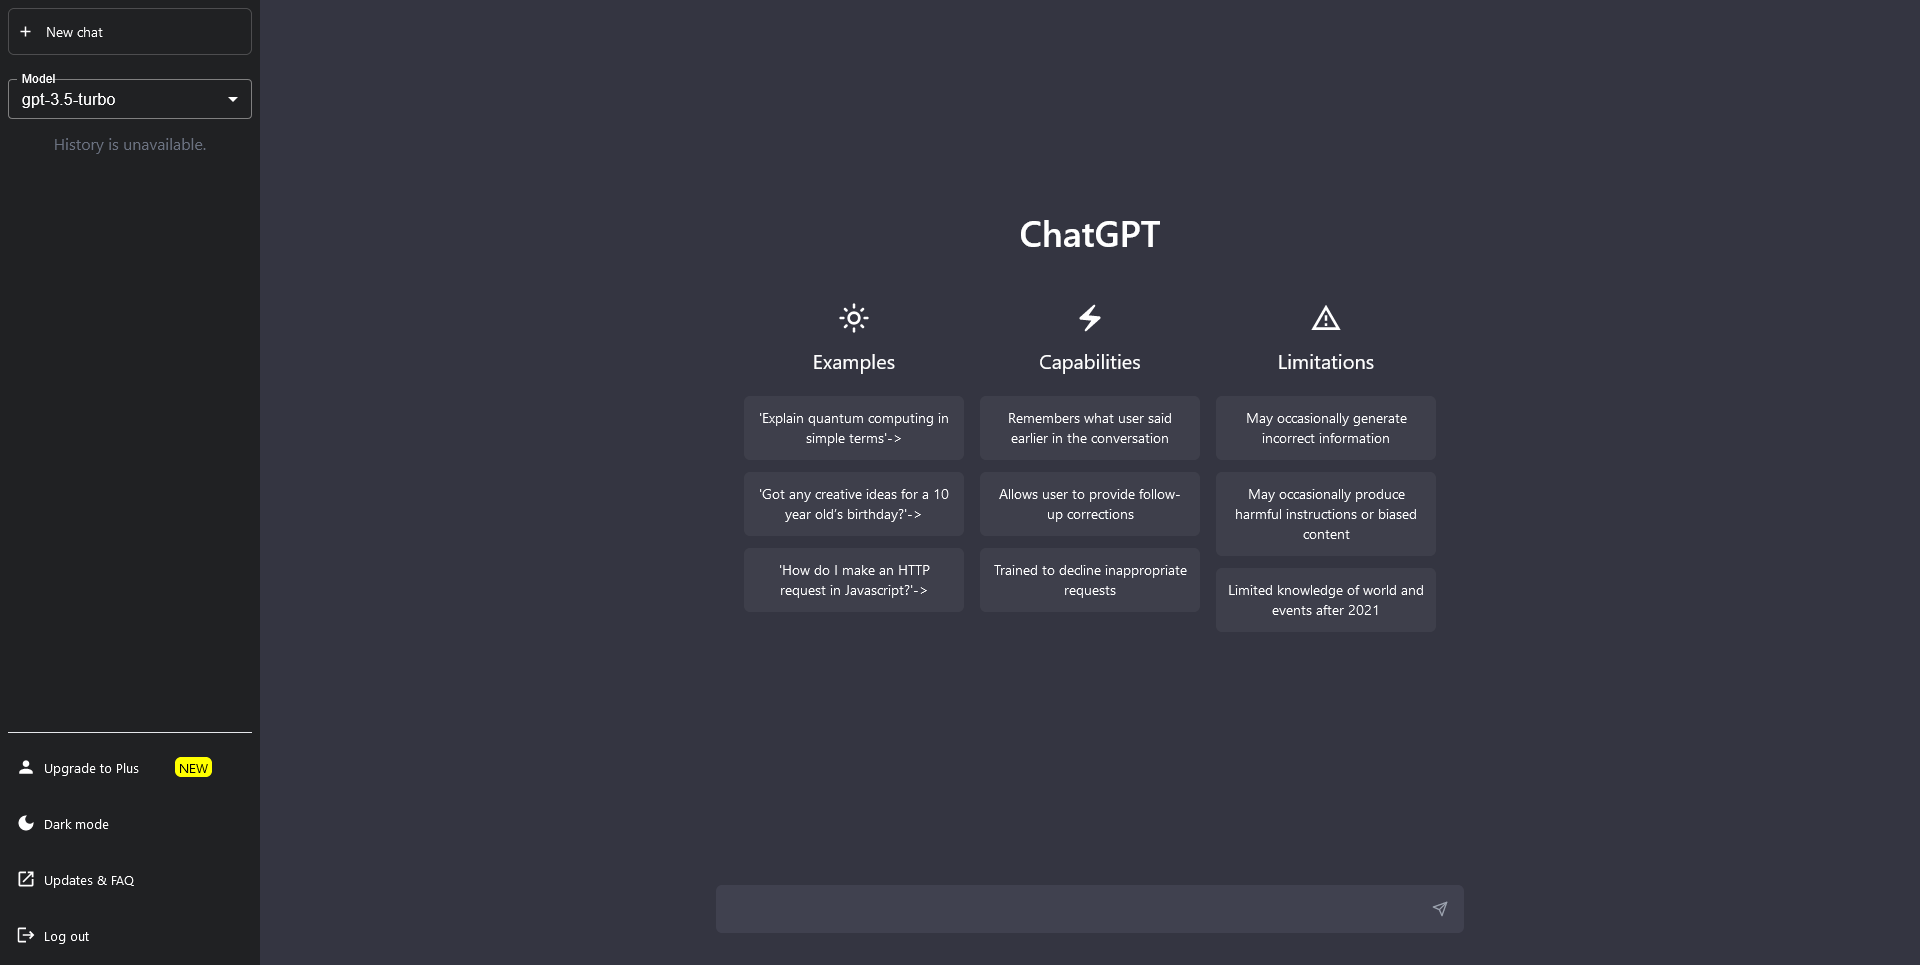 New chat
Model
gpt-3.5-turbo
History is unavailable.
Upgrade to Plus NEW
Dark mode
Updates & FAQ
Log out
ChatGPT
Examples
'Explain quantum computing in
simple terms'->
'Got any creative ideas for a 10
year old's birthday?'->
'How do I make an HTTP
request in Javascript?'->
Capabilities
Remembers what user said
earlier in the conversation
Allows user to provide follow-
up corrections
Trained to decline inappropriate
requests
Limitations
May occasionally generate
incorrect information
May occasionally produce
harmful instructions or biased
content
Limited knowledge of world and
events after 2021